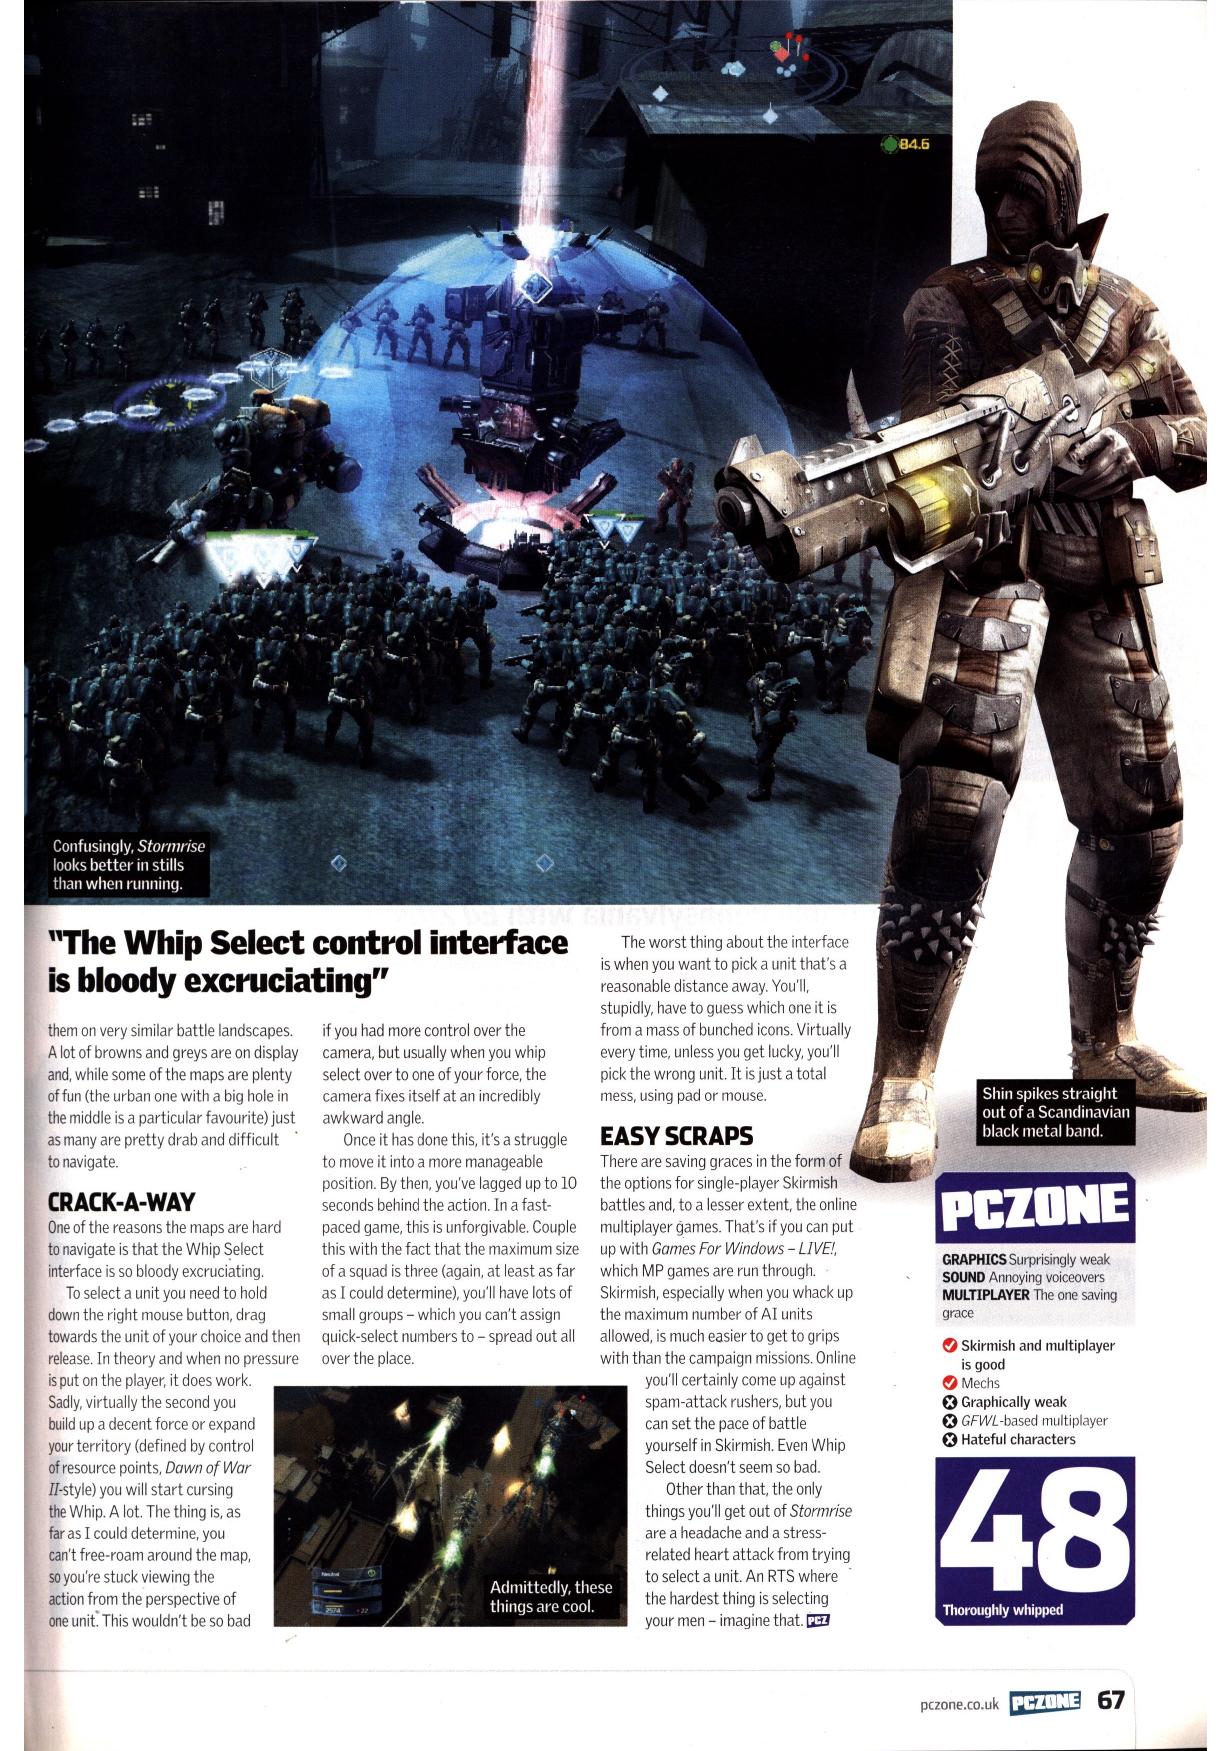 84.6
Confusingly, Stormrise
looks better in stills
than when running.
"The Whip Select control interface
is bloody excruciating"
them on very similar battle landscapes.
A lot of browns and greys are on display
and, while some of the maps are plenty
of fun (the urban one with a big hole in
the middle is a particular favourite) just
as many are pretty drab and difficult
to navigate.
CRACK-A-WAY
One of the reasons the maps are hard
to navigate is that the Whip Select
interface is so bloody excruciating.
To select a unit you need to hold
down the right mouse button, drag
towards the unit of your choice and then
release. In theory and when no pressure
is put on the player, it does work.
Sadly, virtually the second you
build up a decent force or expand
your territory (defined by control
of resource points, Dawn of War
II-style) you will start cursing
the Whip. A lot. The thing is, as
far as I could determine, you
can't free-roam around the map,
so you're stuck viewing the
action from the perspective of
one unit. This wouldn't be so bad
if you had more control over the
camera, but usually when you whip
select over to one of your force, the
camera fixes itself at an incredibly
awkward angle.
Once it has done this, it's a struggle
to move it into a more manageable
position. By then, you've lagged up to 10
seconds behind the action. In a fast-
paced game, this is unforgivable. Couple
this with the fact that the maximum size
of a squad is three (again, at least as far
as I could determine), you'll have lots of
small groups – which you can't assign
quick-select numbers to – spread out all
over the place.
Neutral
2574 +22
Admittedly, these
things are cool.
The worst thing about the interface
is when you want to pick a unit that's a
reasonable distance away. You'll,
stupidly, have to guess which one it is
from a mass of bunched icons. Virtually
every time, unless you get lucky, you'll
pick the wrong unit. It is just a total
mess, using pad or mouse.
EASY SCRAPS
There are saving graces in the form of
the options for single-player Skirmish
battles and, to a lesser extent, the online
multiplayer games. That's if you can put
up with Games For Windows – LIVE!,
which MP games are run through.
Skirmish, especially when you whack up
the maximum number of AI units
allowed, is much easier to get to grips
with than the campaign missions. Online
you'll certainly come up against
spam-attack rushers, but you
can set the pace of battle
yourself in Skirmish. Even Whip
Select doesn't seem so bad.
Other than that, the only
things you'll get out of Stormrise
are a headache and a stress-
related heart attack from trying
to select a unit. An RTS where
the hardest thing is selecting
your men – imagine that. PCZ
Shin spikes straight
out of a Scandinavian
black metal band.
PCZONE
GRAPHICS Surprisingly weak
SOUND Annoying voiceovers
MULTIPLAYER The one saving
grace
Skirmish and multiplayer
is good
Mechs
Graphically weak
GFWL-based multiplayer
Hateful characters
48
Thoroughly whipped
pczone.co.uk PCZONE 67